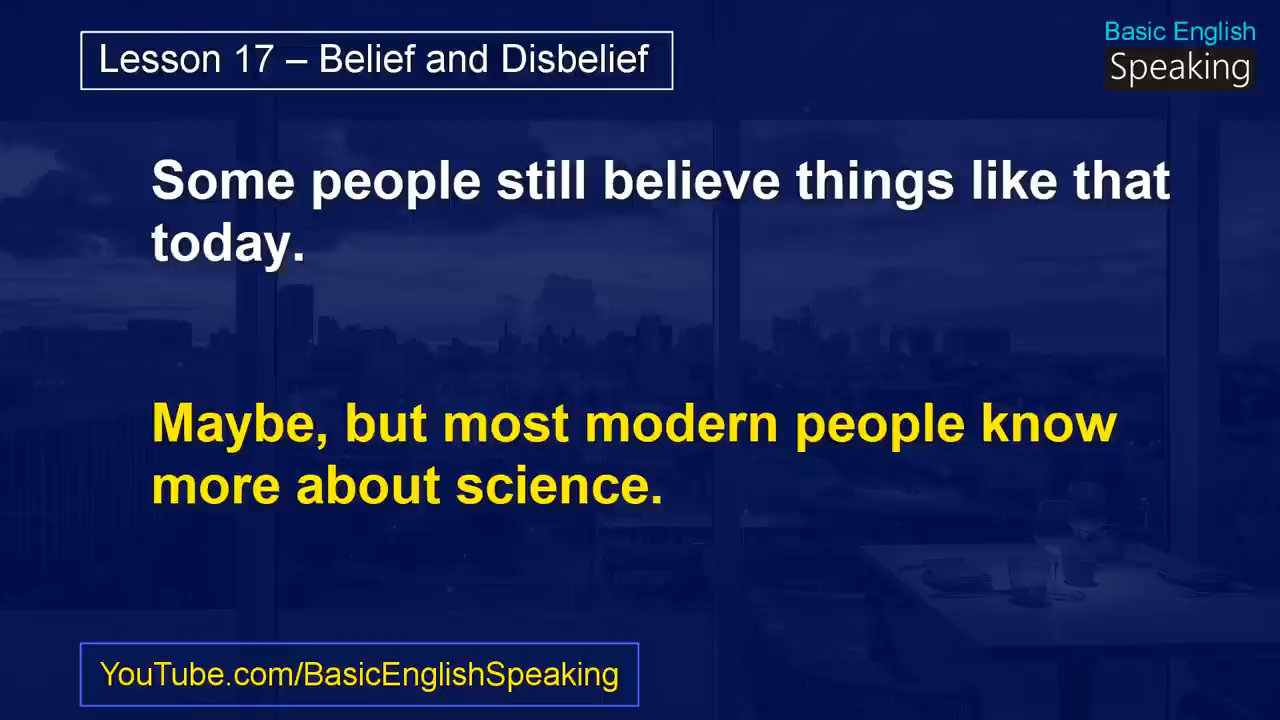 Lesson 17 – Belief and Disbelief
Basic English
Speaking
Some people still believe things like that
today.
Maybe, but most modern people know
more about science.
YouTube.com/BasicEnglishSpeaking